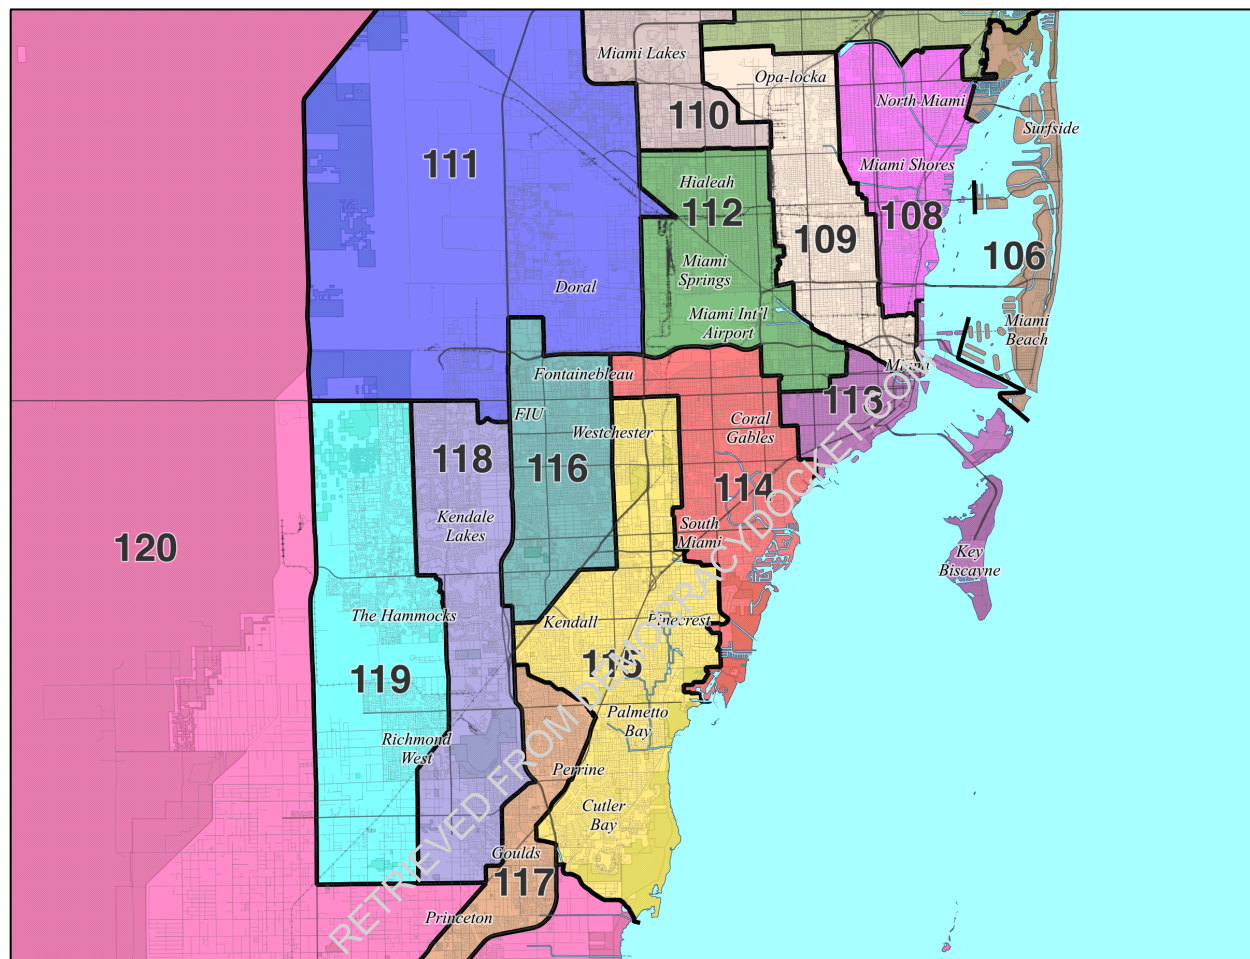 Miami Lakes
Opa-locka
110
North Miami
Surfside
111
Miami Shores
Hialeah
112
108
109
106
Miami
Springs
Doral
Miami Int'l
Airport
Miami
Beach
Miami
Fontainebleau
113
FIU
Coral
Gables
Westchester
118
116
114
Kendale
Lakes
South
Miami
120
Key
Biscayne
The Hammocks
Kendall
Pinecrest
115
119
Palmetto
Bay
Richmond
West
Perrine
Cutler
Bay
Goulds
117
Princeton
RETRIEVED FROM DEMOCRACYDOCKET.COM